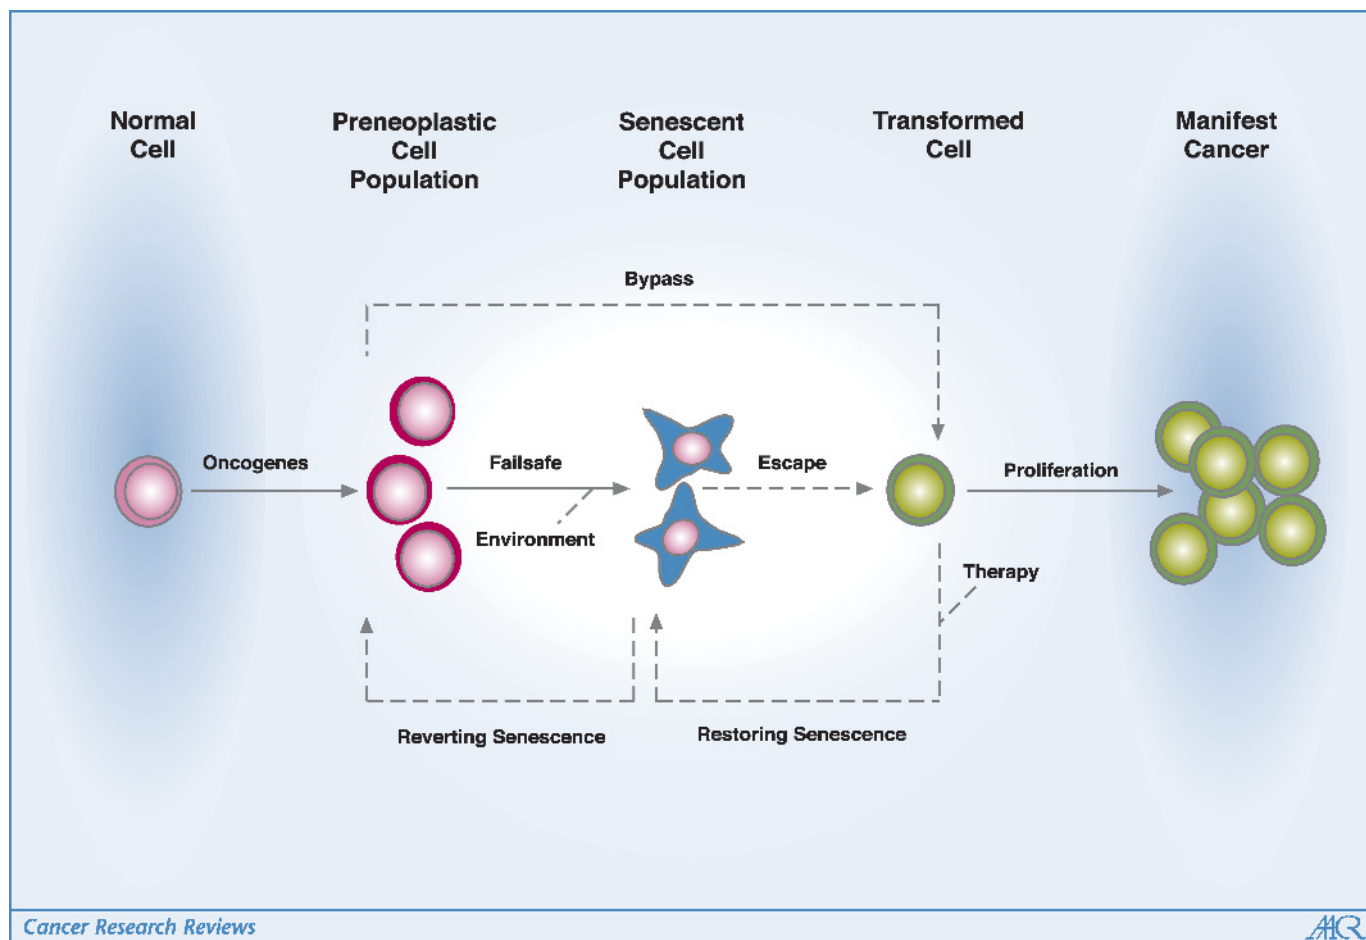 Normal
Cell
Preneoplastic
Cell
Population
Senescent
Cell
Population
Transformed
Cell
Manifest
Cancer
Bypass
Oncogenes
Failsafe
Environment
Escape
Proliferation
Therapy
Reverting Senescence
Restoring Senescence
Cancer Research Reviews
AACR